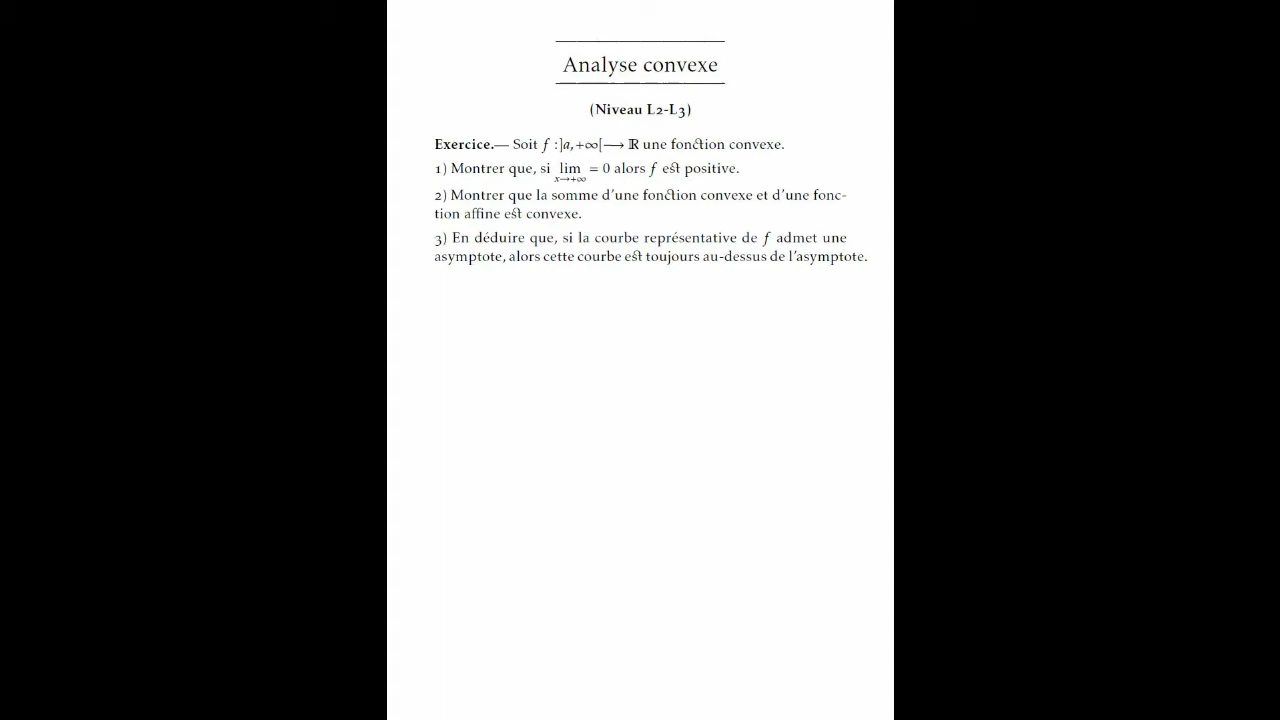 Analyse convexe
(Niveau L2-L3)
Exercice.— Soit f : ]a, +∞[ ⟶ ℝ une fonction convexe.
1) Montrer que, si lim x→+∞ = 0 alors f est positive.
2) Montrer que la somme d'une fonction convexe et d'une fonc-
tion affine est convexe.
3) En déduire que, si la courbe représentative de f admet une
asymptote, alors cette courbe est toujours au-dessus de l'asymptote.